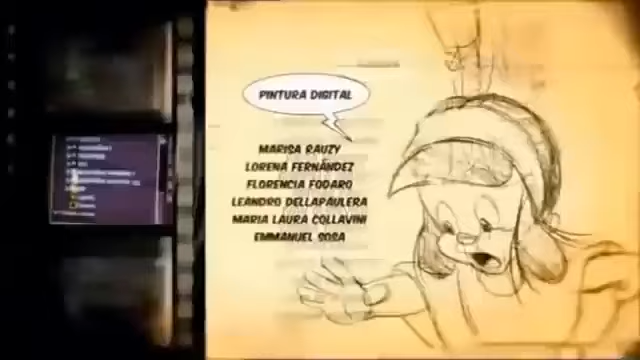 PINTURA DIGITAL
MARISA RAUZY
LORENA FERNÁNDEZ
FLORENCIA FODARO
LEANDRO DELLAPAULERA
MARIA LAURA COLLAVINI
EMMANUEL SOSA